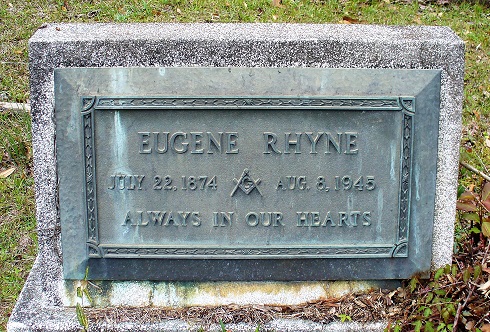 EUGENE RHYNE
JULY 22, 1874 G AUG. 8, 1945
ALWAYS IN OUR HEARTS